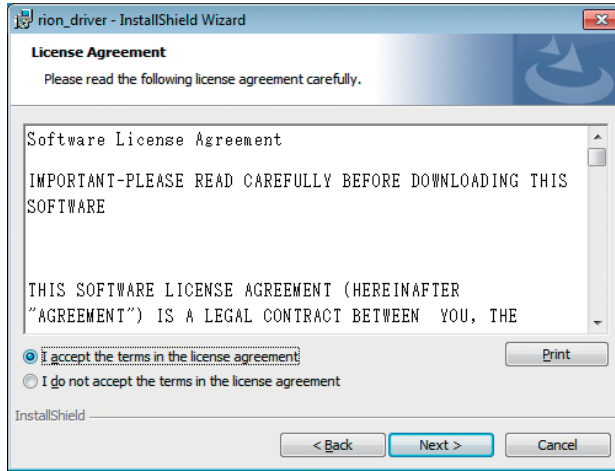 rion_driver - InstallShield Wizard
License Agreement
Please read the following license agreement carefully.
Software License Agreement
IMPORTANT-PLEASE READ CAREFULLY BEFORE DOWNLOADING THIS
SOFTWARE
THIS SOFTWARE LICENSE AGREEMENT (HEREINAFTER
"AGREEMENT") IS A LEGAL CONTRACT BETWEEN  YOU, THE
I accept the terms in the license agreement
Print
I do not accept the terms in the license agreement
InstallShield
< Back
Next >
Cancel